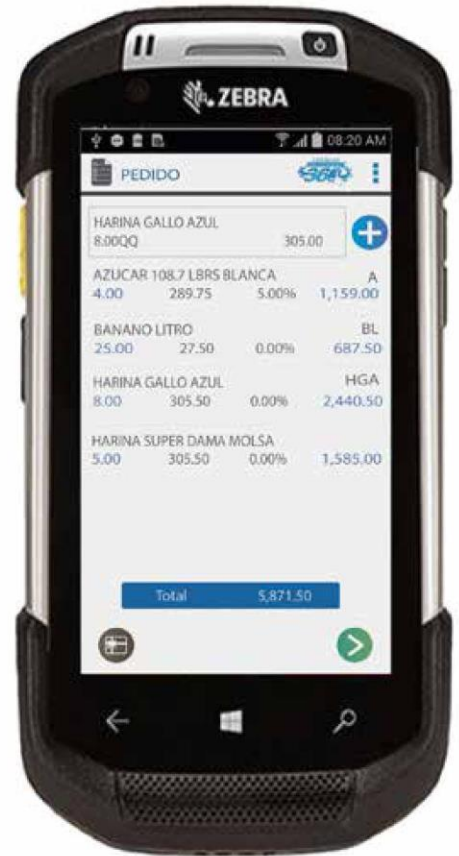 ZEBRA
08:20 AM
PEDIDO
HARINA GALLO AZUL
8.00QQ 305.00
AZUCAR 108.7 LBRS BLANCA A
4.00 289.75 5.00% 1,159.00
BANANO LITRO BL
25.00 27.50 0.00% 687.50
HARINA GALLO AZUL HGA
8.00 305.50 0.00% 2,440.50
HARINA SUPER DAMA MOLSA
5.00 305.50 0.00% 1,585.00
Total 5,871.50